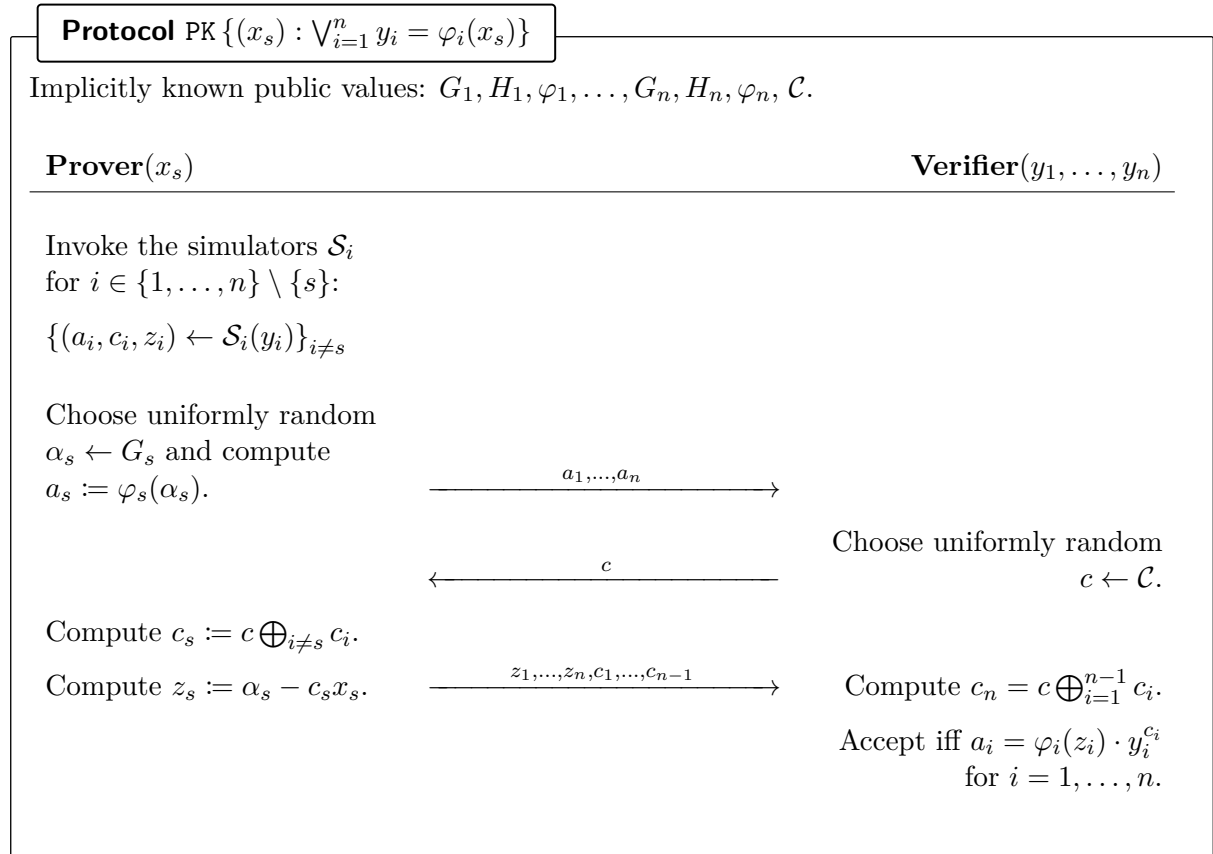 Protocol PK {(x_s) : ⋁_{i=1}^n y_i = φ_i(x_s)}
Implicitly known public values: G_1, H_1, φ_1, …, G_n, H_n, φ_n, 𝒞.
Prover(x_s) Verifier(y_1, …, y_n)
Invoke the simulators 𝒮_i
for i ∈ {1, …, n} \ {s}:
{(a_i, c_i, z_i) ← 𝒮_i(y_i)}_{i≠s}
Choose uniformly random
α_s ← G_s and compute
a_s := φ_s(α_s). a_1,…,a_n
Choose uniformly random
c c ← 𝒞.
Compute c_s := c ⊕_{i≠s} c_i.
Compute z_s := α_s − c_s x_s. z_1,…,z_n,c_1,…,c_{n−1} Compute c_n = c ⊕_{i=1}^{n−1} c_i.
Accept iff a_i = φ_i(z_i) · y_i^{c_i}
for i = 1, …, n.